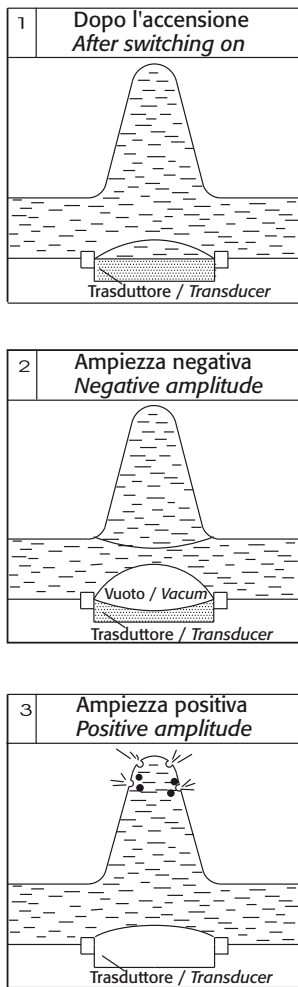 1
Dopo l'accensione
After switching on
Trasduttore / Transducer
2
Ampiezza negativa
Negative amplitude
Vuoto / Vacum
Trasduttore / Transducer
3
Ampiezza positiva
Positive amplitude
Trasduttore / Transducer